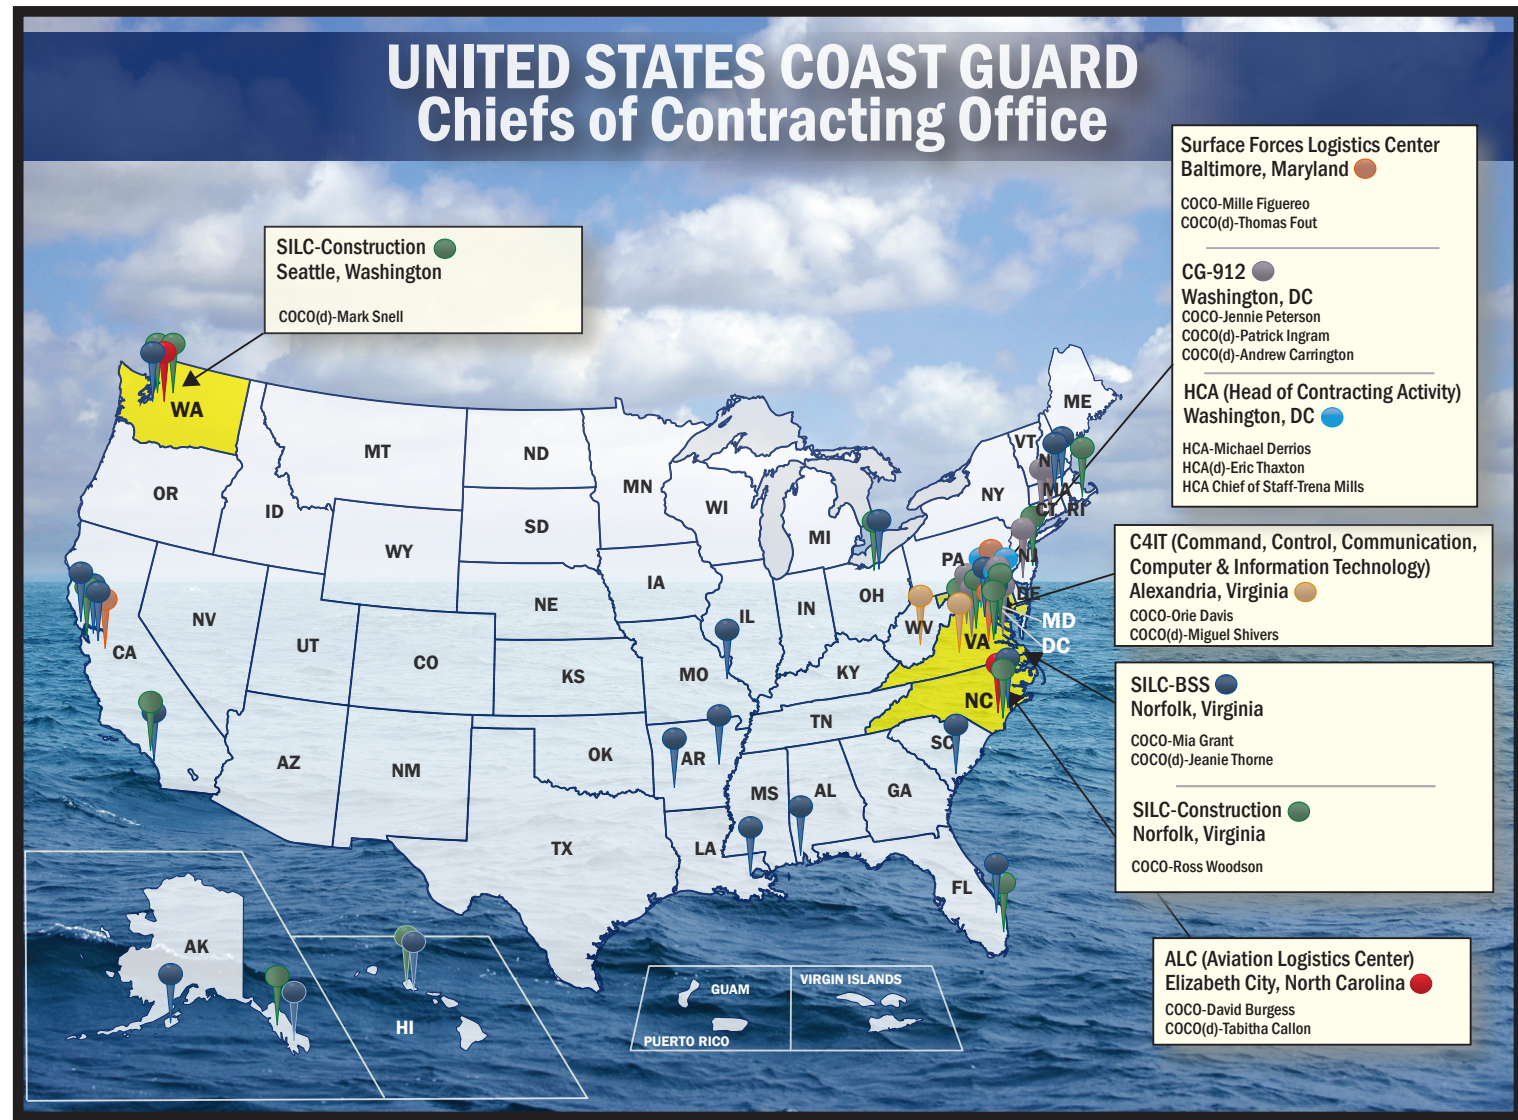 UNITED STATES COAST GUARD
Chiefs of Contracting Office
Surface Forces Logistics Center
Baltimore, Maryland
COCO-Mille Figuereo
COCO(d)-Thomas Fout
CG-912
Washington, DC
COCO-Jennie Peterson
COCO(d)-Patrick Ingram
COCO(d)-Andrew Carrington
HCA (Head of Contracting Activity)
Washington, DC
HCA-Michael Derrios
HCA(d)-Eric Thaxton
HCA Chief of Staff-Trena Mills
SILC-Construction
Seattle, Washington
COCO(d)-Mark Snell
C4IT (Command, Control, Communication,
Computer & Information Technology)
Alexandria, Virginia
COCO-Orie Davis
COCO(d)-Miguel Shivers
SILC-BSS
Norfolk, Virginia
COCO-Mia Grant
COCO(d)-Jeanie Thorne
SILC-Construction
Norfolk, Virginia
COCO-Ross Woodson
ALC (Aviation Logistics Center)
Elizabeth City, North Carolina
COCO-David Burgess
COCO(d)-Tabitha Callon
WA
MT
ND
MN
ME
VT
OR
ID
SD
WI
MI
NY
MA
CT
RI
WY
PA
NJ
IA
NE
NV
UT
CO
IL
IN
OH
DE
MD
DC
WV
VA
CA
KS
MO
KY
NC
TN
SC
AZ
NM
OK
AR
MS
AL
GA
TX
LA
FL
AK
HI
GUAM
PUERTO RICO
VIRGIN ISLANDS